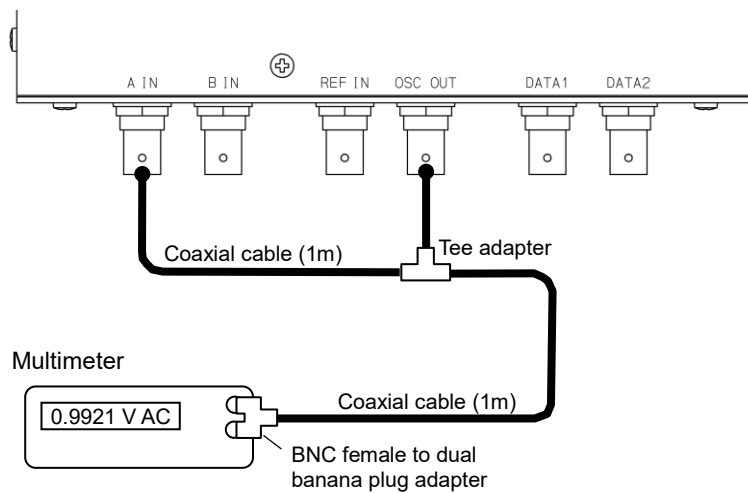 A IN
B IN
REF IN
OSC OUT
DATA1
DATA2
Coaxial cable (1m)
Tee adapter
Multimeter
0.9921 V AC
Coaxial cable (1m)
BNC female to dual
banana plug adapter